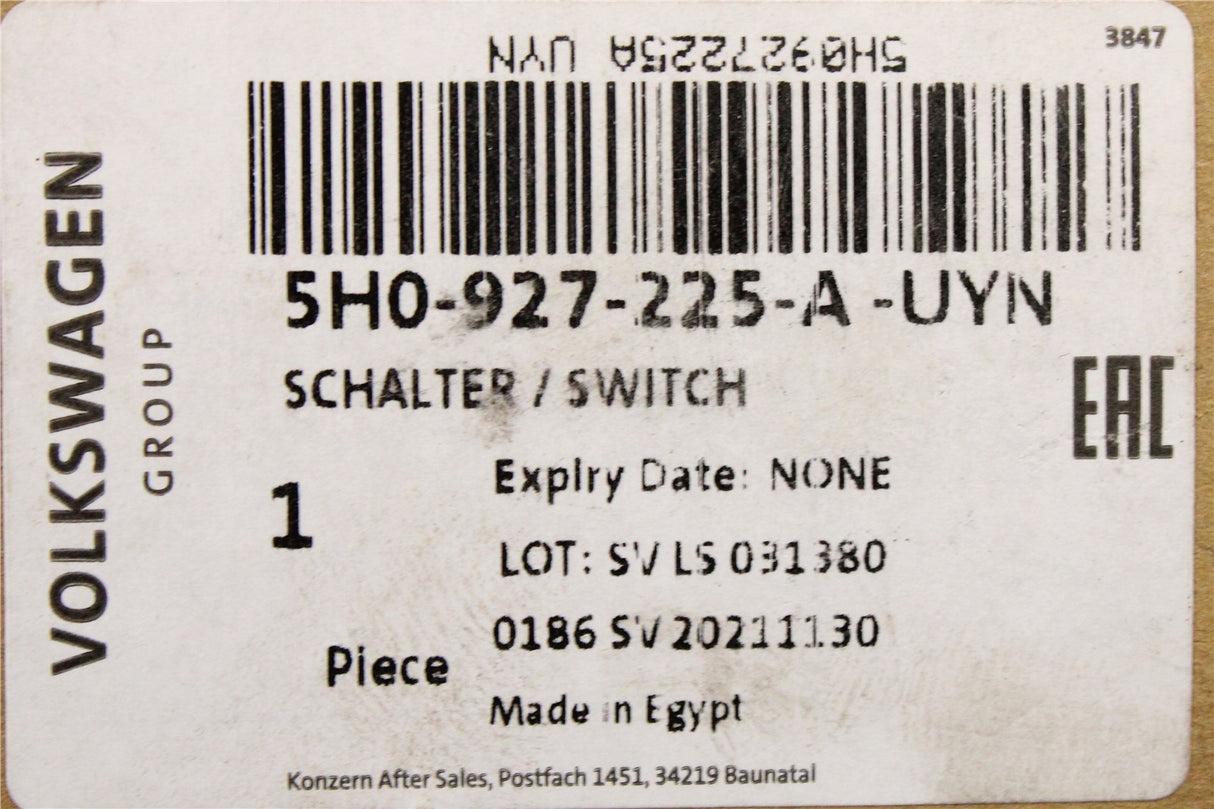 3847
5H0927225A UYN
5H0-927-225-A -UYN
SCHALTER / SWITCH
EAC
Expiry Date: NONE
1
LOT: SV LS 031380
0186 SV 20211130
Piece
Made in Egypt
Konzern After Sales, Postfach 1451, 34219 Baunatal
VOLKSWAGEN
GROUP